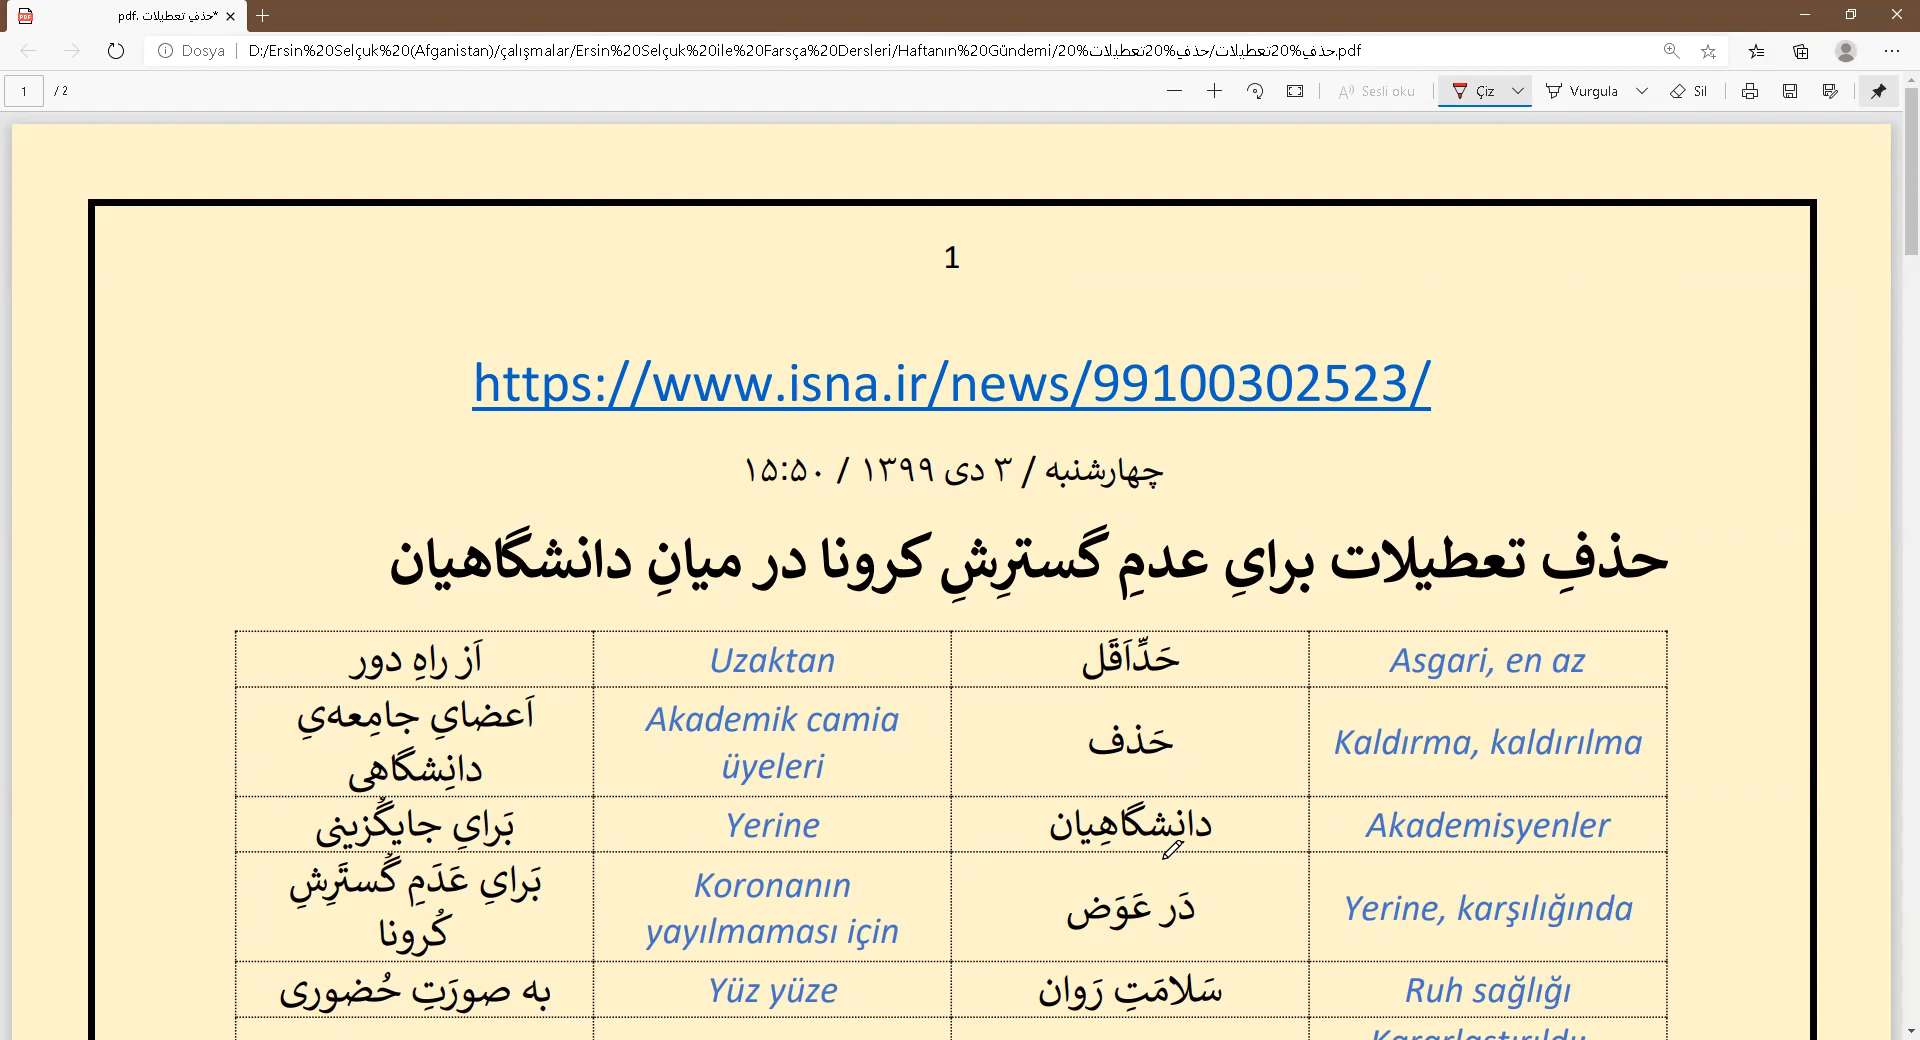 *حذفِ تعطیلات .pdf
Dosya
D:/Ersin%20Selçuk%20(Afganistan)/çalışmalar/Ersin%20Selçuk%20ile%20Farsça%20Dersleri/Haftanın%20Gündemi/حذفِ%20تعطیلات/حذفِ%20تعطیلات%20.pdf
1 / 2
Sesli oku
Çiz
Vurgula
Sil
1
https://www.isna.ir/news/99100302523/
چهارشنبه / ۳ دی ۱۳۹۹ / ۱۵:۵۰
حذفِ تعطیلات برایِ عدمِ گسترِشِ کرونا در میانِ دانشگاهیان
اَز راهِ دور Uzaktan حَدِّاَقَل Asgari, en az
اَعضایِ جامِعه‌یِ دانِشگاهی Akademik camia üyeleri حَذف Kaldırma, kaldırılma
بَرایِ جایگُزینی Yerine دانِشگاهِیان Akademisyenler
بَرایِ عَدَمِ گُستَرِشِ کُرونا Koronanın yayılmaması için دَر عَوَض Yerine, karşılığında
به صورَتِ حُضوری Yüz yüze سَلامَتِ رَوان Ruh sağlığı